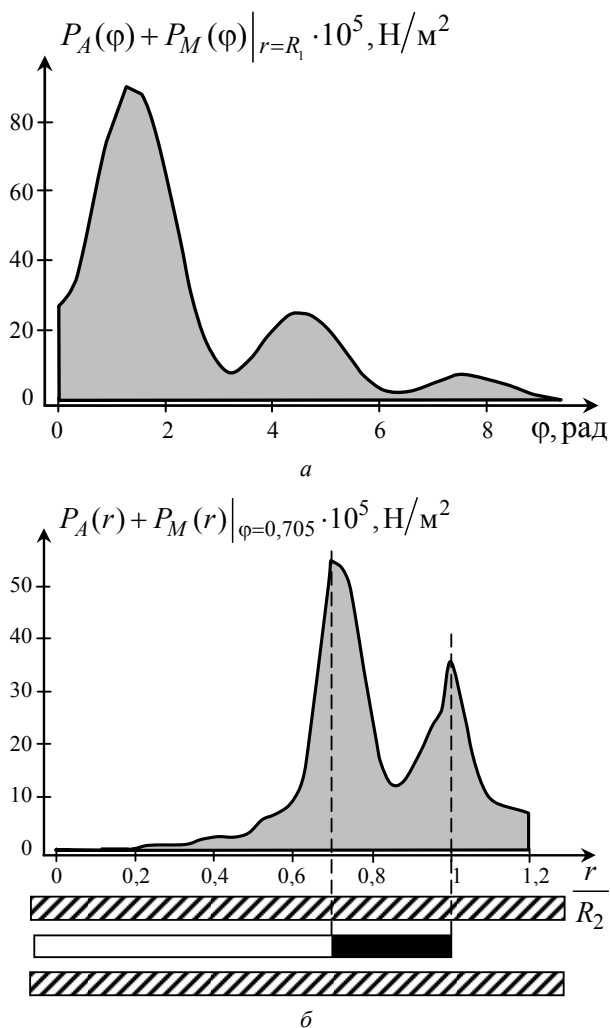 P_A(φ) + P_M(φ)|_{r=R_1} · 10^5, Н/м^2
80
60
40
20
0
0 2 4 6 8 φ, рад
а
P_A(r) + P_M(r)|_{φ=0,705} · 10^5, Н/м^2
50
40
30
20
10
0
0 0,2 0,4 0,6 0,8 1 1,2 r/R_2
б